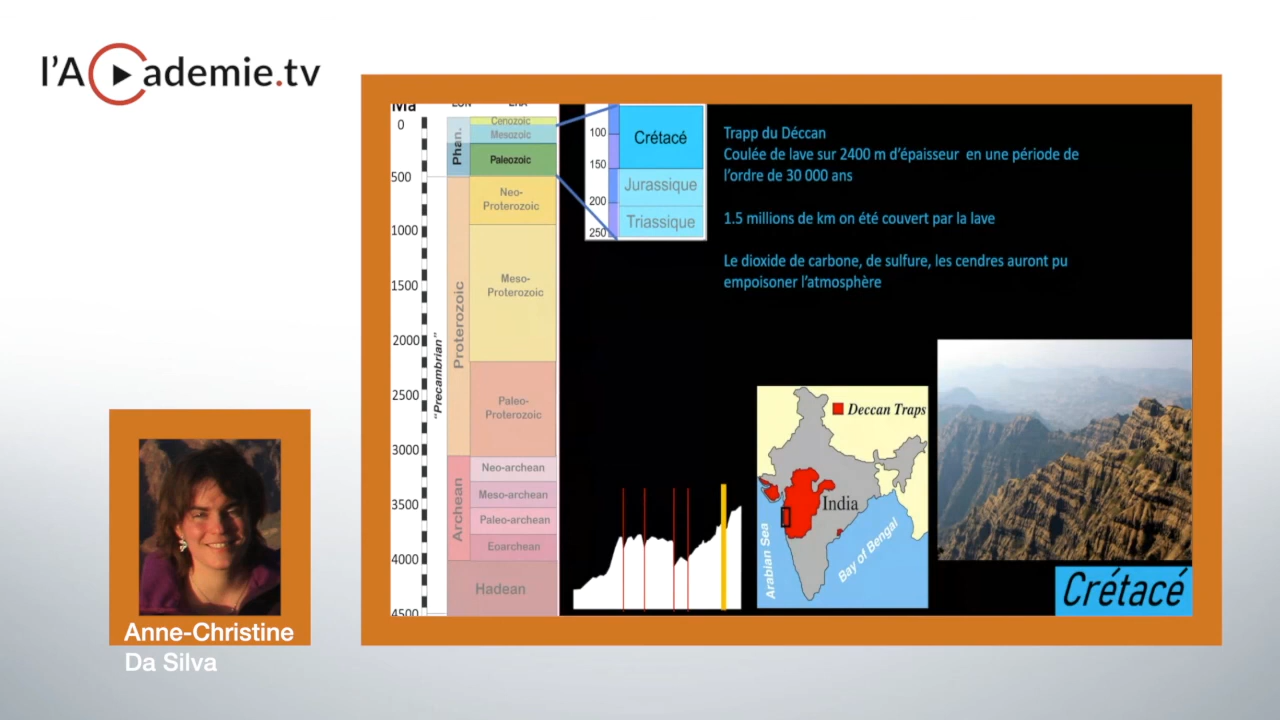 l'Academie.tv
Ma
EON
ERA
0
500
1000
1500
2000
2500
3000
3500
4000
4500
"Precambrian"
Phan.
Proterozoic
Archean
Cenozoic
Mesozoic
Paleozoic
Neo-
Proterozoic
Meso-
Proterozoic
Paleo-
Proterozoic
Neo-archean
Meso-archean
Paleo-archean
Eoarchean
Hadean
100
150
200
250
Crétacé
Jurassique
Triassique
Trapp du Déccan
Coulée de lave sur 2400 m d'épaisseur en une période de
l'ordre de 30 000 ans
1.5 millions de km on été couvert par la lave
Le dioxide de carbone, de sulfure, les cendres auront pu
empoisoner l'atmosphère
Deccan Traps
India
Arabian Sea
Bay of Bengal
Crétacé
Anne-Christine
Da Silva